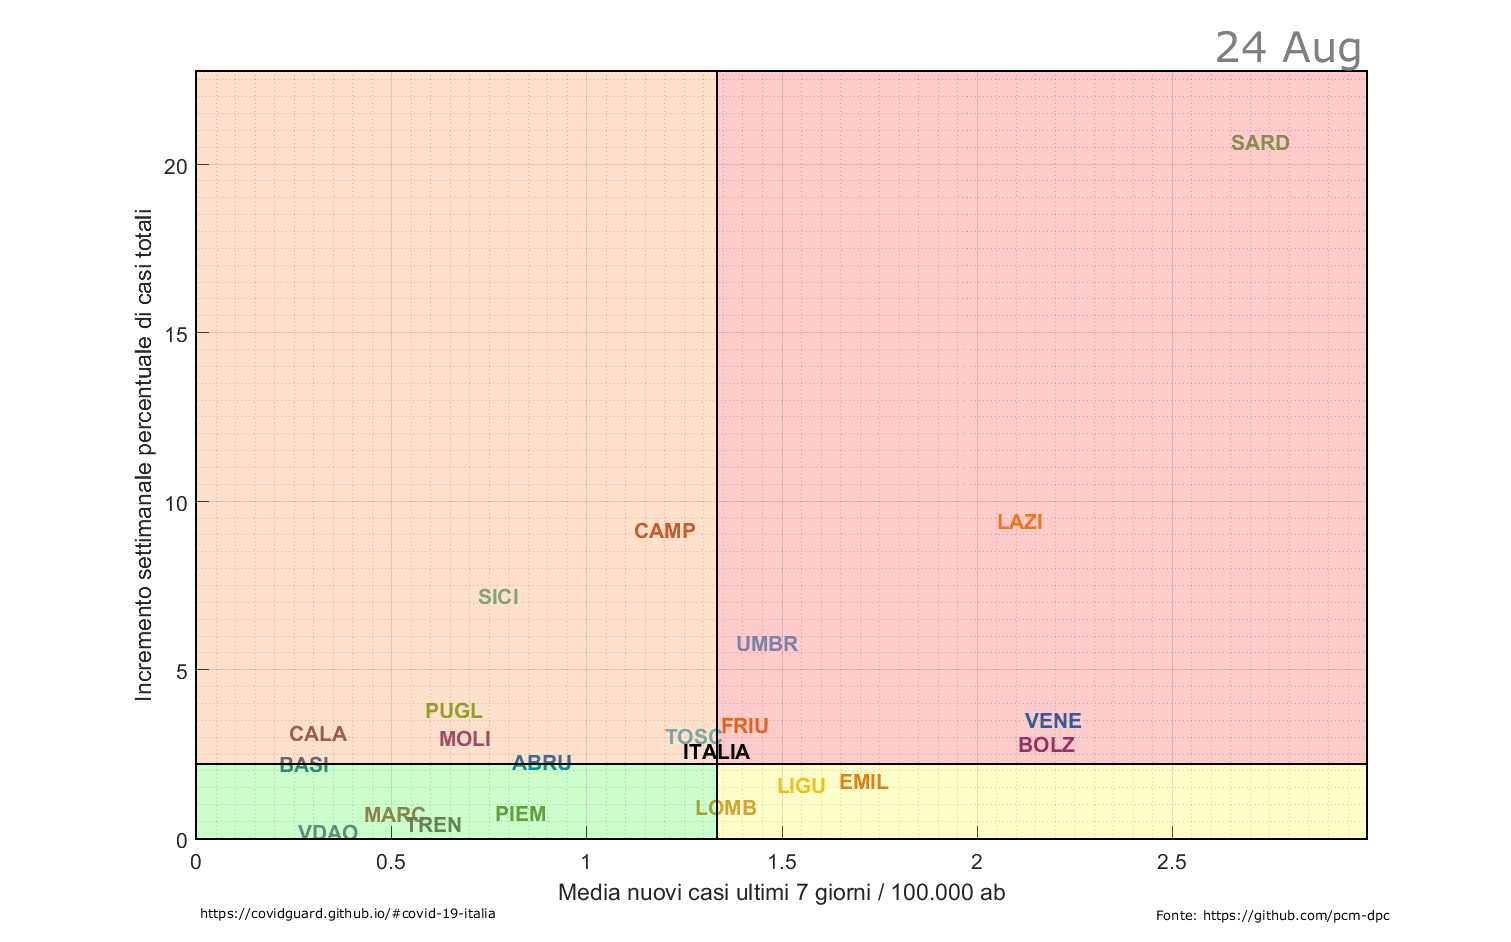 24 Aug
SARD
20
15
10
5
0
Incremento settimanale percentuale di casi totali
LAZI
CAMP
SICI
UMBR
PUGL
VENE
FRIU
CALA
TOSC
MOLI
BOLZ
ITALIA
ABRU
BASI
EMIL
LIGU
LOMB
PIEM
MARC
TREN
VDAO
0 0.5 1 1.5 2 2.5
Media nuovi casi ultimi 7 giorni / 100.000 ab
https://covidguard.github.io/#covid-19-italia
Fonte: https://github.com/pcm-dpc